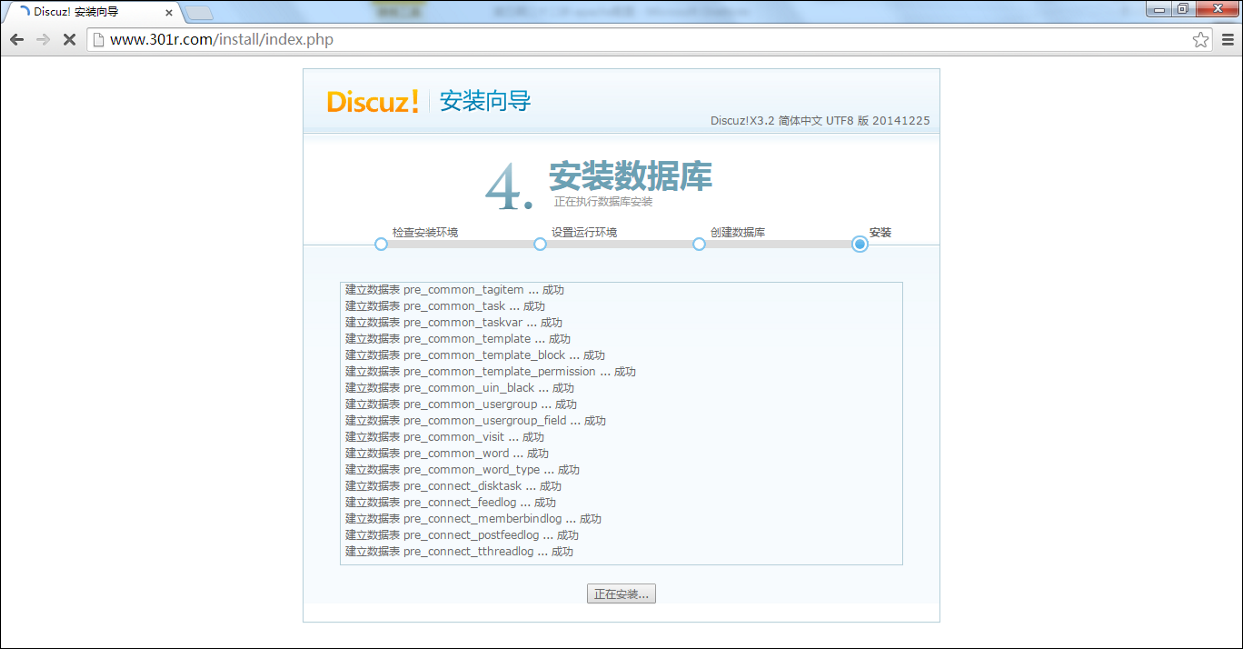 Discuz! 安装向导
www.301r.com/install/index.php
Discuz! 安装向导
Discuz!X3.2 简体中文 UTF8 版 20141225
4. 安装数据库
正在执行数据库安装
检查安装环境 设置运行环境 创建数据库 安装
建立数据表 pre_common_tagitem ... 成功
建立数据表 pre_common_task ... 成功
建立数据表 pre_common_taskvar ... 成功
建立数据表 pre_common_template ... 成功
建立数据表 pre_common_template_block ... 成功
建立数据表 pre_common_template_permission ... 成功
建立数据表 pre_common_uin_black ... 成功
建立数据表 pre_common_usergroup ... 成功
建立数据表 pre_common_usergroup_field ... 成功
建立数据表 pre_common_visit ... 成功
建立数据表 pre_common_word ... 成功
建立数据表 pre_common_word_type ... 成功
建立数据表 pre_connect_disktask ... 成功
建立数据表 pre_connect_feedlog ... 成功
建立数据表 pre_connect_memberbindlog ... 成功
建立数据表 pre_connect_postfeedlog ... 成功
建立数据表 pre_connect_tthreadlog ... 成功
正在安装...